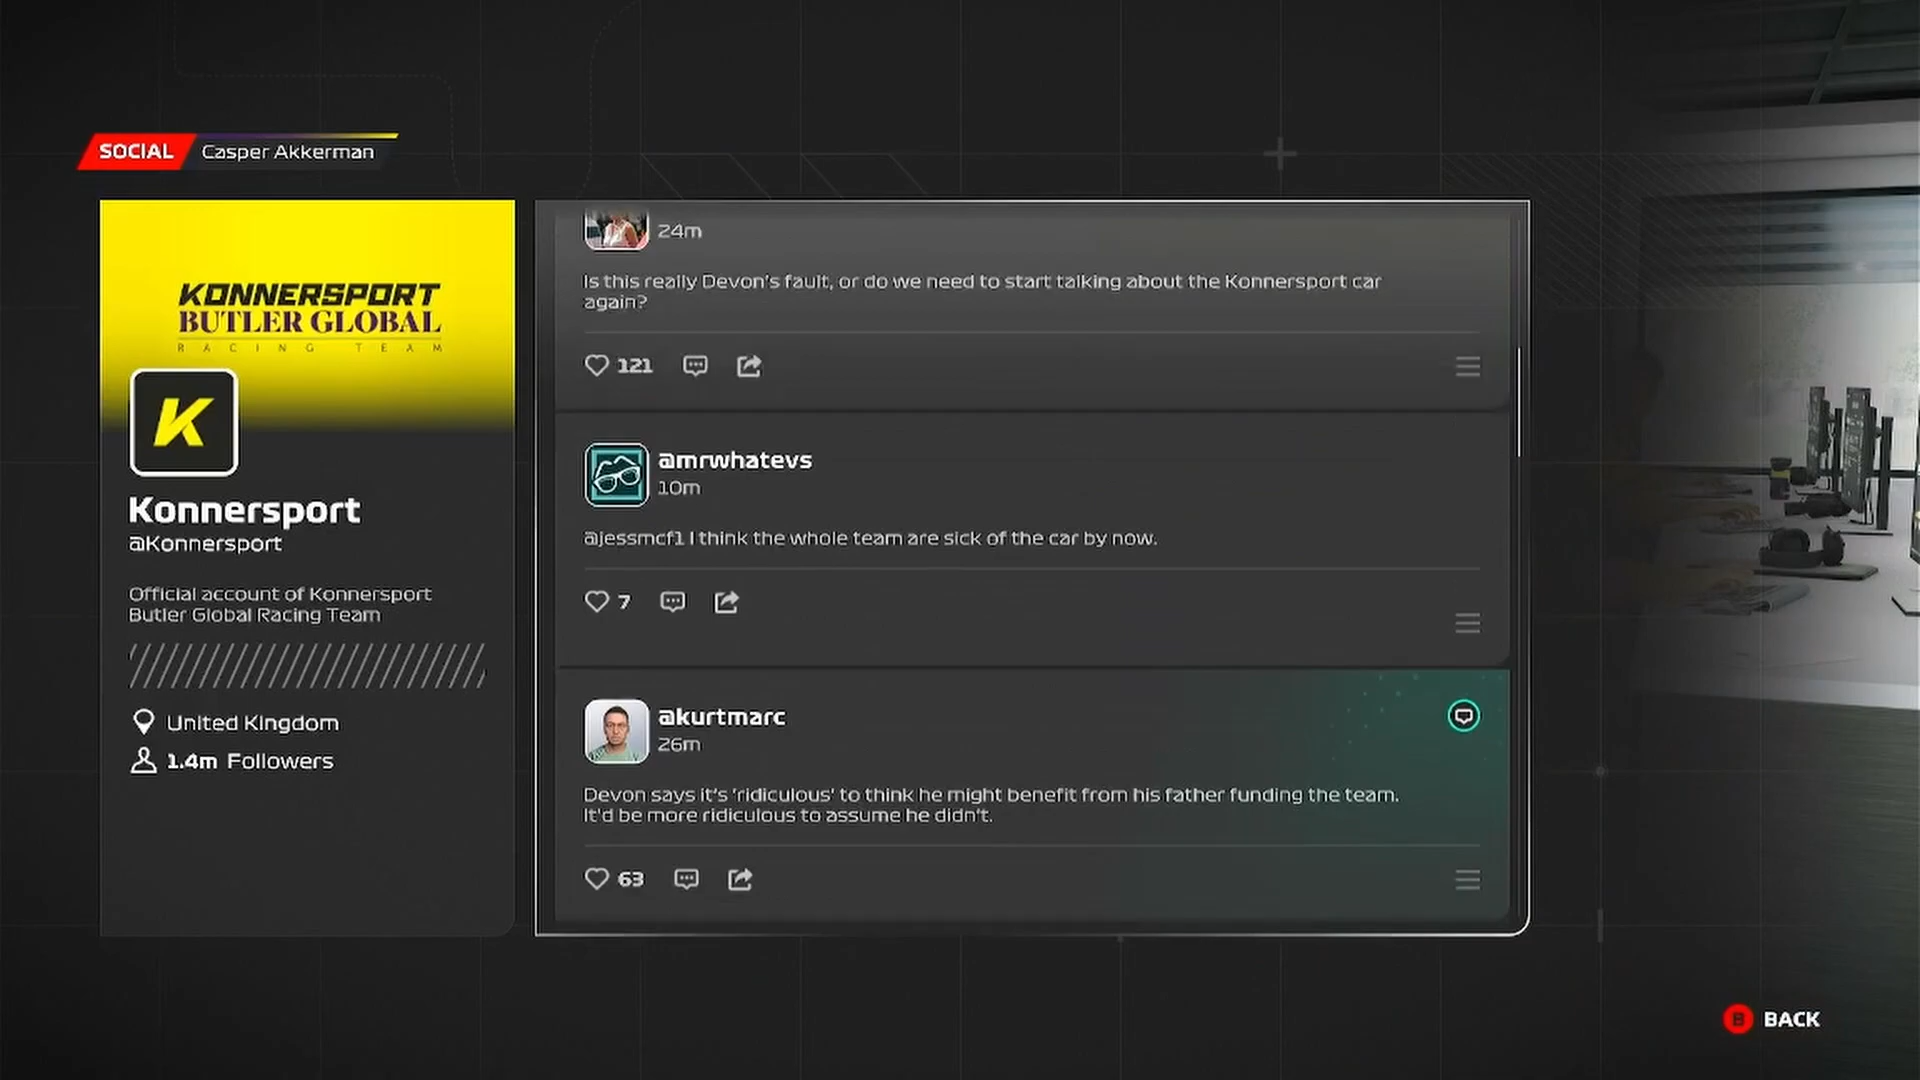 SOCIAL Casper Akkerman
KONNERSPORT
BUTLER GLOBAL
RACING TEAM
K
Konnersport
@Konnersport
Official account of Konnersport
Butler Global Racing Team
United Kingdom
1.4m Followers
24m
Is this really Devon's fault, or do we need to start talking about the Konnersport car
again?
121
@mrwhatevs
10m
@jessmcf1 I think the whole team are sick of the car by now.
7
@kurtmarc
26m
Devon says it's 'ridiculous' to think he might benefit from his father funding the team.
It'd be more ridiculous to assume he didn't.
63
B BACK